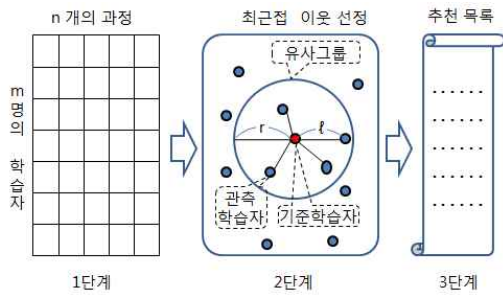 n 개의 과정
최근접 이웃 선정
추천 목록
m명의 학습자
유사그룹
r
ℓ
관측
학습자
기준학습자
1단계
2단계
3단계